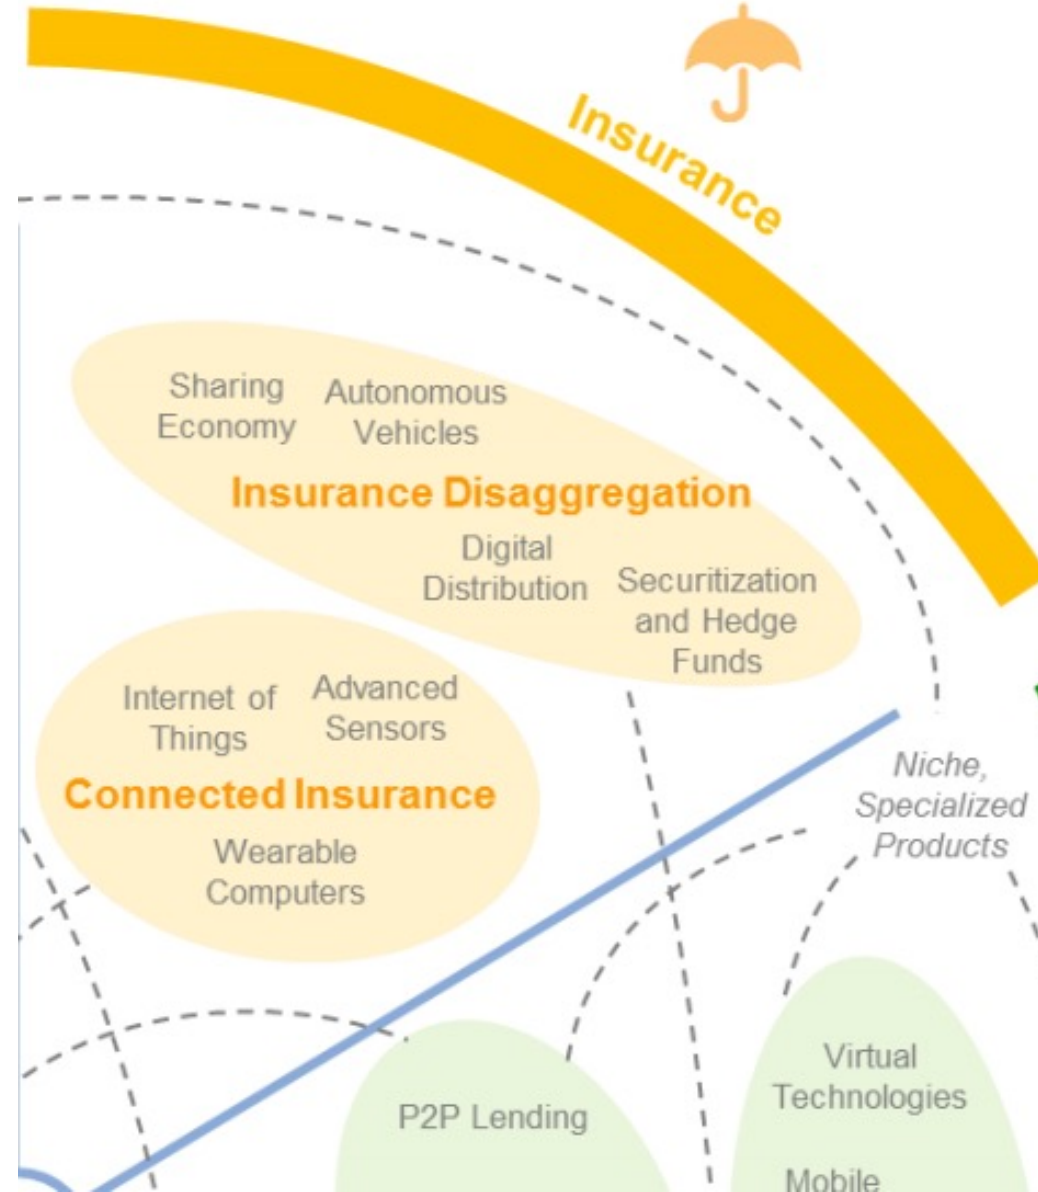 Insurance
Sharing
Economy
Autonomous
Vehicles
Insurance Disaggregation
Digital
Distribution
Securitization
and Hedge
Funds
Internet of
Things
Advanced
Sensors
Connected Insurance
Wearable
Computers
Niche,
Specialized
Products
P2P Lending
Virtual
Technologies
Mobile